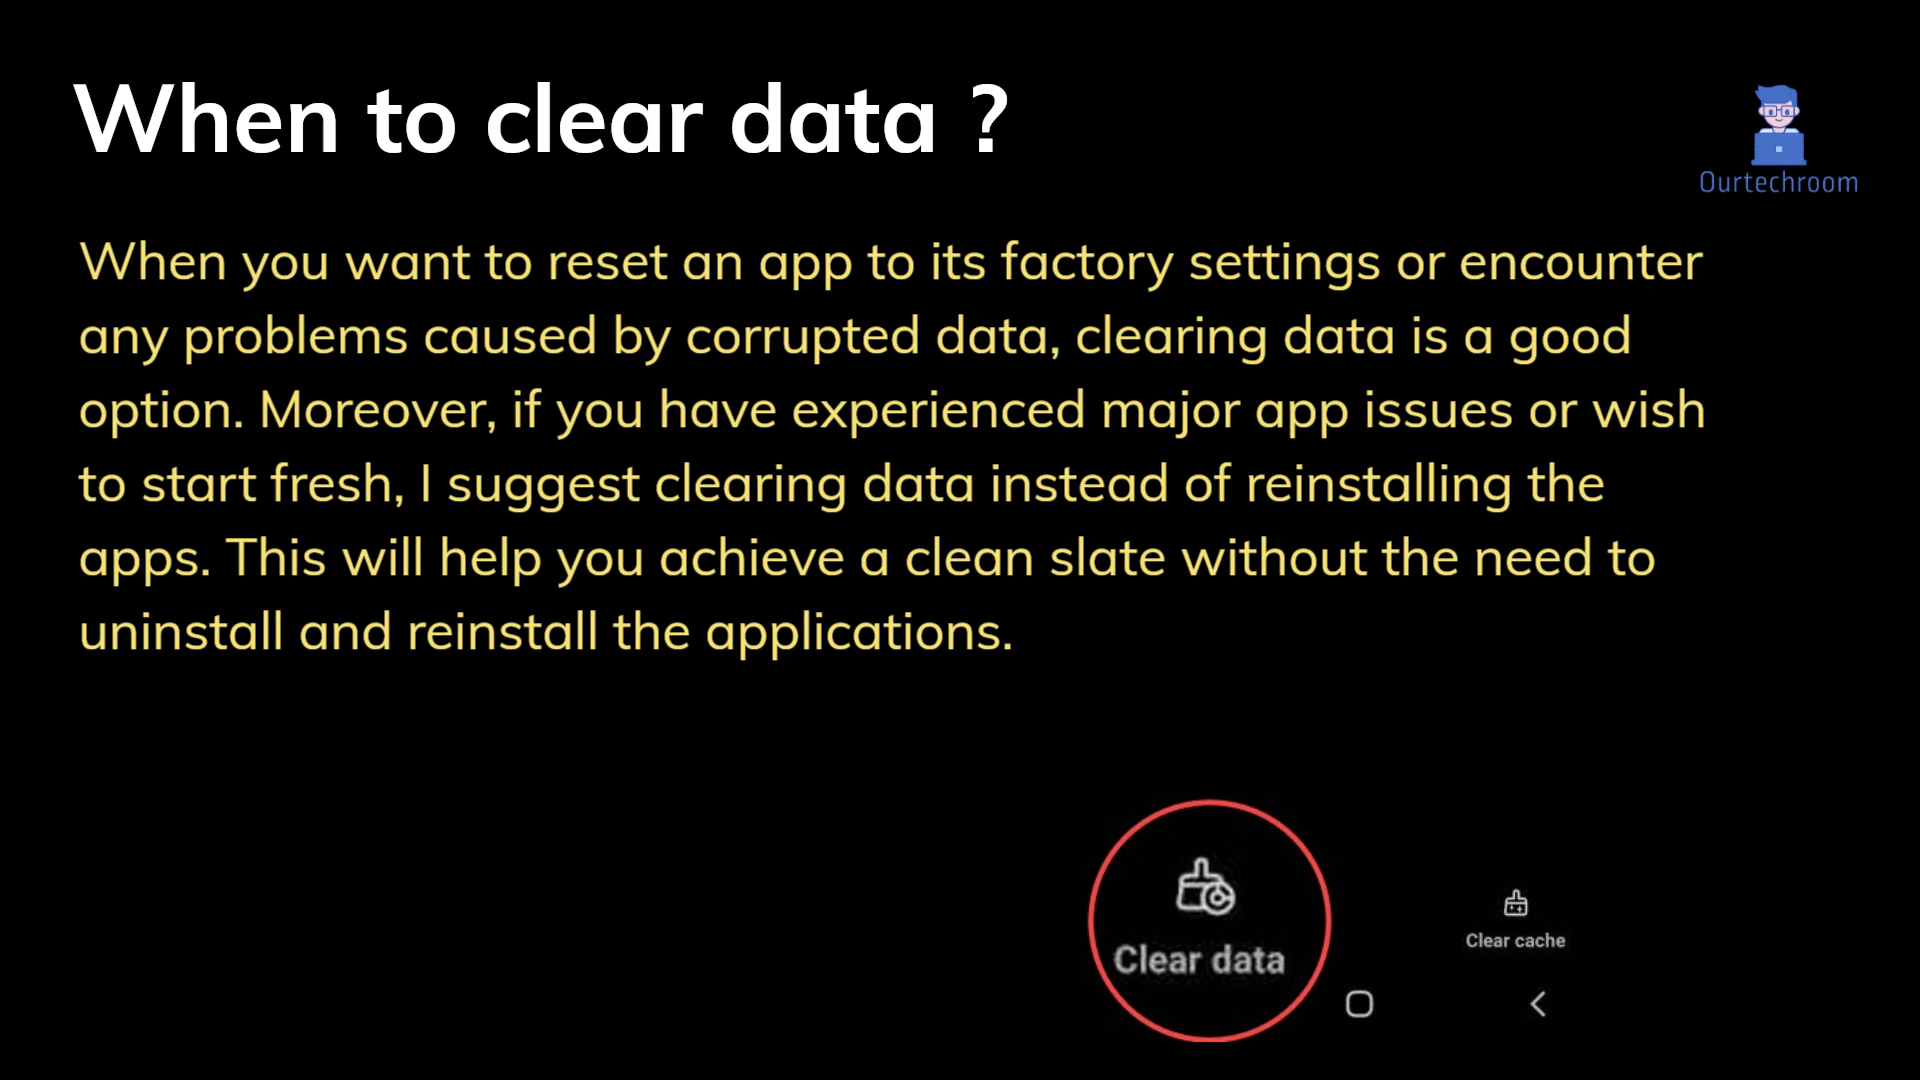 When to clear data ?
Ourtechroom
When you want to reset an app to its factory settings or encounter
any problems caused by corrupted data, clearing data is a good
option. Moreover, if you have experienced major app issues or wish
to start fresh, I suggest clearing data instead of reinstalling the
apps. This will help you achieve a clean slate without the need to
uninstall and reinstall the applications.
Clear data
Clear cache